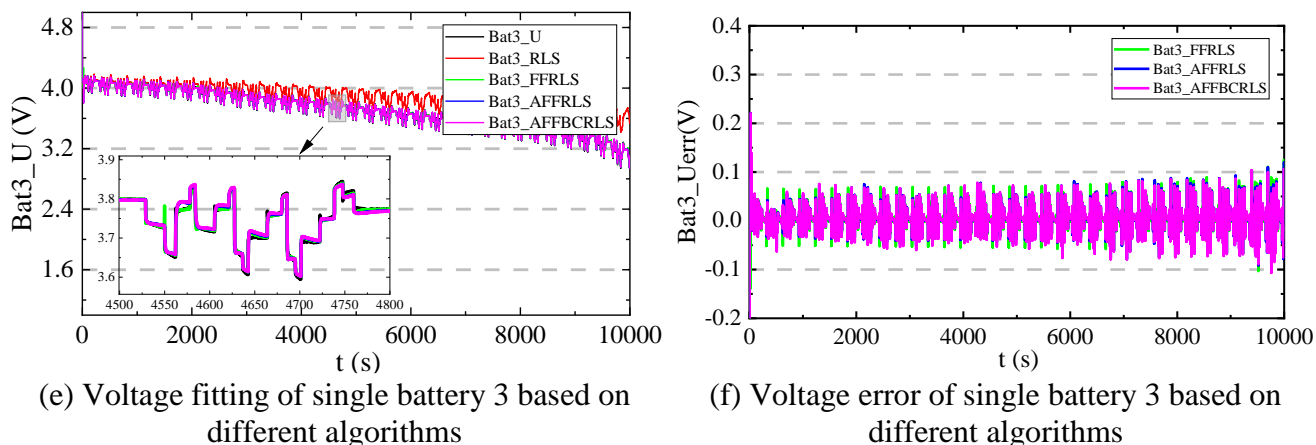 4.8
4.0
3.2
2.4
1.6
Bat3_U (V)
Bat3_U
Bat3_RLS
Bat3_FFRLS
Bat3_AFFRLS
Bat3_AFFBCRLS
3.9
3.8
3.7
3.6
4500 4550 4600 4650 4700 4750 4800
0 2000 4000 6000 8000 10000
t (s)
(e) Voltage fitting of single battery 3 based on
different algorithms
0.4
0.3
0.2
0.1
0.0
-0.1
-0.2
Bat3_Uerr(V)
Bat3_FFRLS
Bat3_AFFRLS
Bat3_AFFBCRLS
0 2000 4000 6000 8000 10000
t (s)
(f) Voltage error of single battery 3 based on
different algorithms